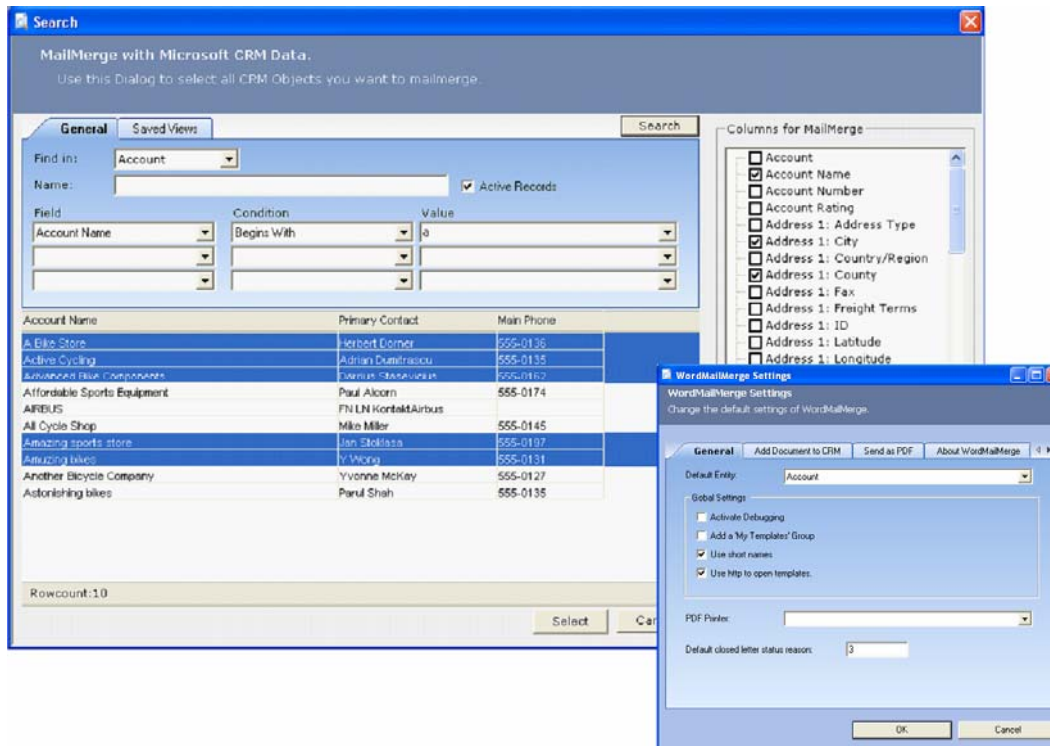 Search
MailMerge with Microsoft CRM Data.
Use this Dialog to select all CRM Objects you want to mailmerge.
General Saved Views Search
Find in: Account
Name: Active Records
Field Condition Value
Account Name Begins With a
Account Name Primary Contact Main Phone
A Bike Store Herbert Dorner 555-0136
Active Cycling Adrian Dumitrascu 555-0135
Advanced Bike Components Darrius Stasevicius 555-0162
Affordable Sports Equipment Paul Alcorn 555-0174
AIRBUS FN LN KontaktAirbus
All Cycle Shop Mike Miller 555-0145
Amazing sports store Jan Stoklasa 555-0197
Amuzing bikes Y Wong 555-0131
Another Bicycle Company Yvonne McKay 555-0127
Astonishing bikes Parul Shah 555-0135
Rowcount:10
Select
Columns for MailMerge
Account
Account Name
Account Number
Account Rating
Address 1: Address Type
Address 1: City
Address 1: Country/Region
Address 1: County
Address 1: Fax
Address 1: Freight Terms
Address 1: ID
Address 1: Latitude
Address 1: Longitude
WordMailMerge Settings
WordMailMerge Settings
Change the default settings of WordMailMerge.
General Add Document to CRM Send as PDF About WordMailMerge
Default Entity: Account
Global Settings
Activate Debugging
Add a 'My Templates' Group
Use short names
Use http to open templates.
PDF Printer:
Default closed letter status reason: 3
OK Cancel